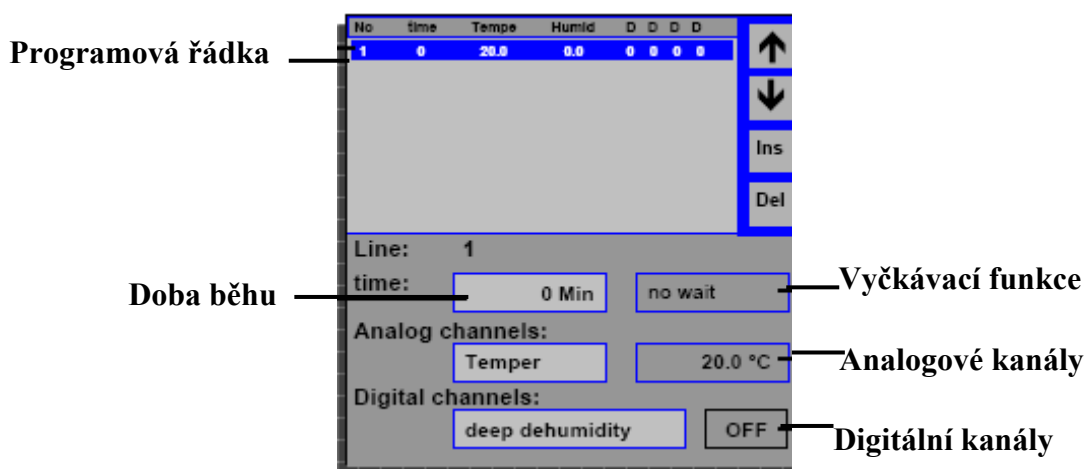 No time Tempe Humid D D D D
Programová řádka
1 0 20.0 0.0 0 0 0 0
Ins
Del
Line: 1
Doba běhu
time: 0 Min no wait
Vyčkávací funkce
Analog channels:
Temper 20.0 °C
Analogové kanály
Digital channels:
deep dehumidity OFF
Digitální kanály